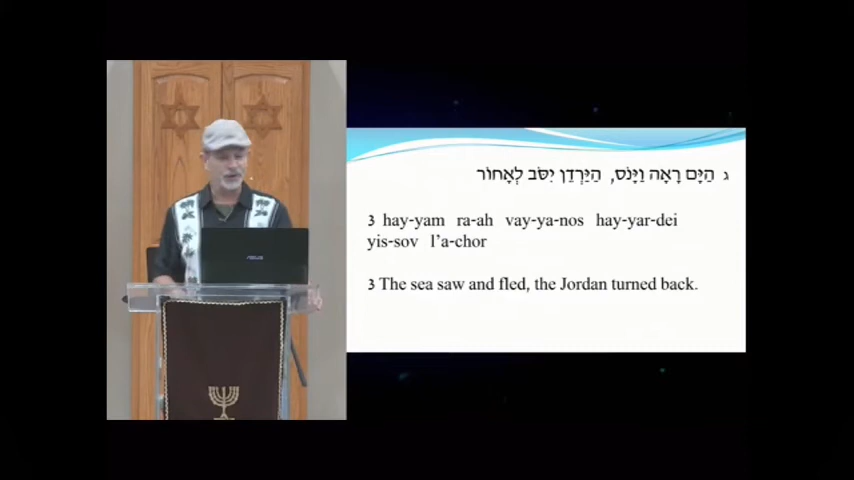 ג הַיָּם רָאָה וַיָּנֹס, הַיַּרְדֵּן יִסֹּב לְאָחוֹר
3 hay-yam ra-ah vay-ya-nos hay-yar-dei
yis-sov l'a-chor
3 The sea saw and fled, the Jordan turned back.
ASUS